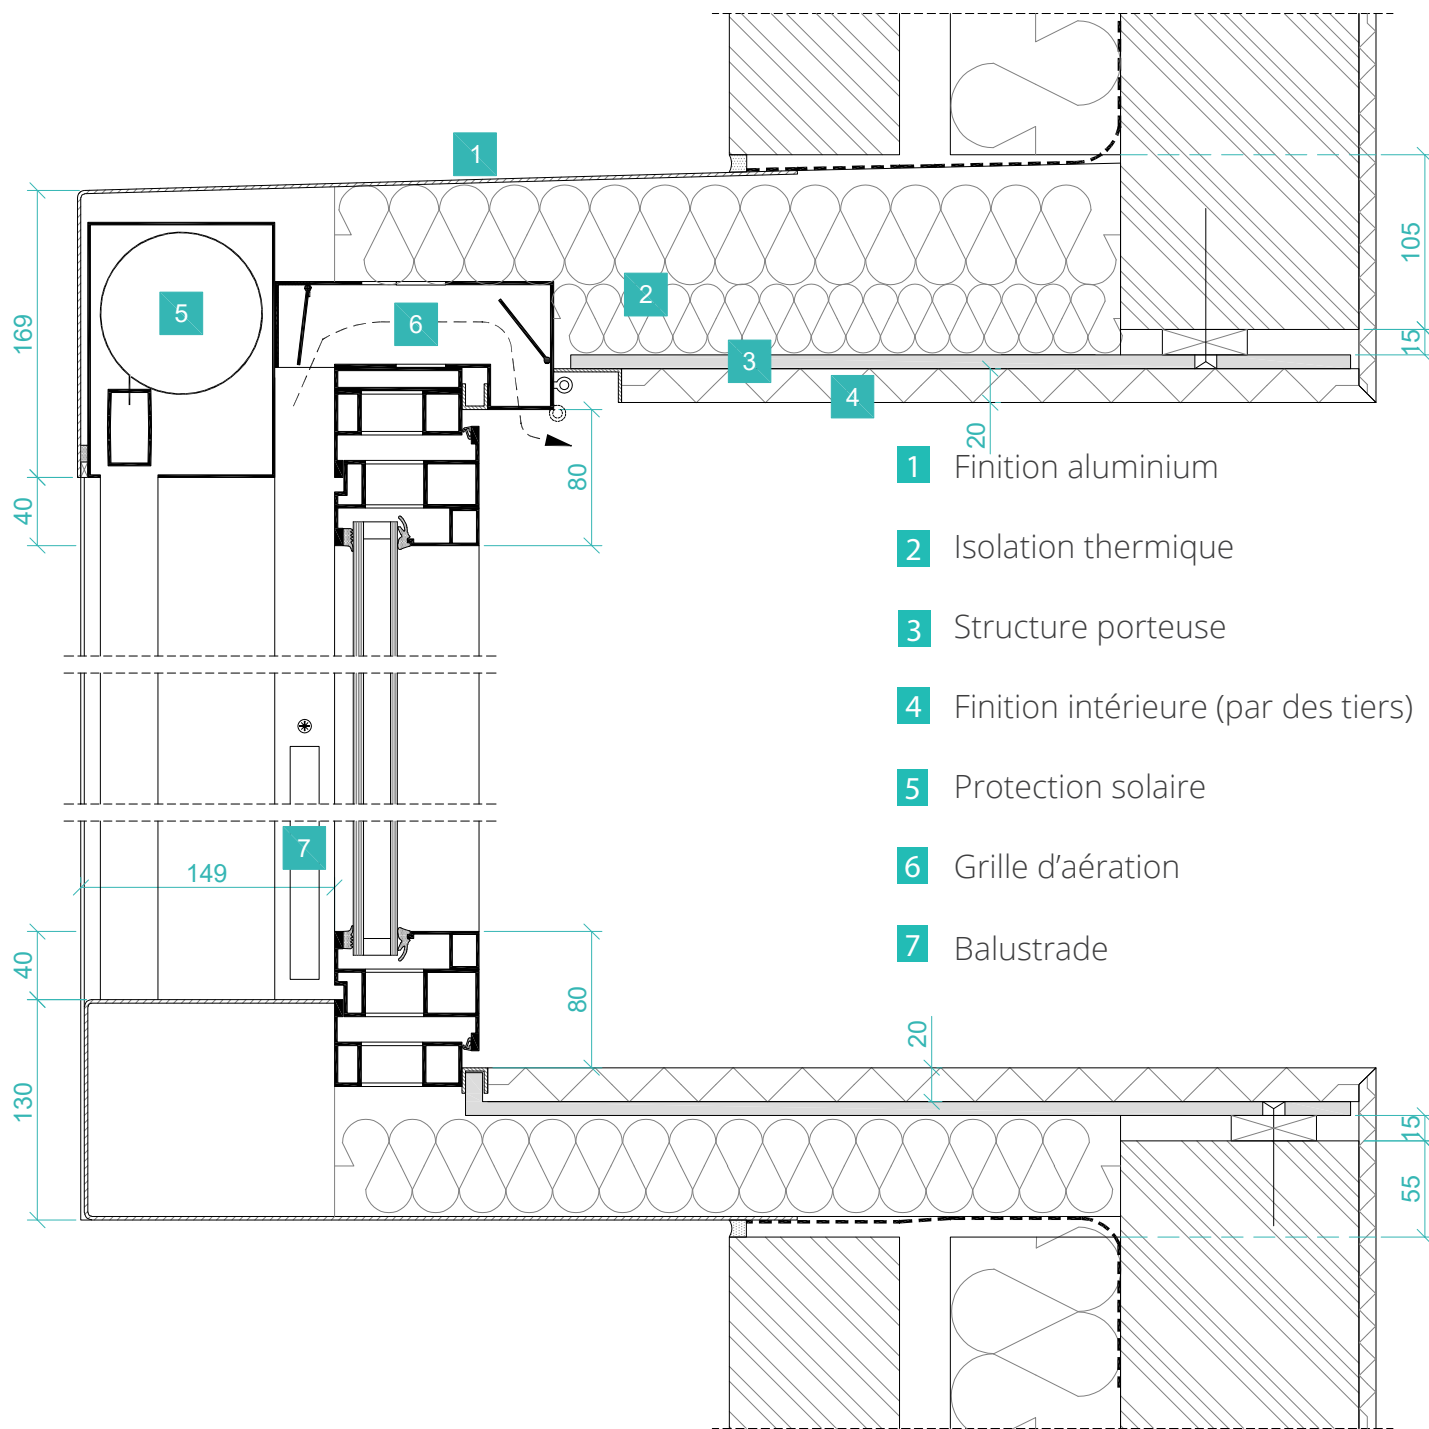 1
105
169
2
5
6
15
3
4
20
80
40
1 Finition aluminium
2 Isolation thermique
3 Structure porteuse
4 Finition intérieure (par des tiers)
5 Protection solaire
6 Grille d’aération
7 Balustrade
7
149
40
80
20
130
15
55